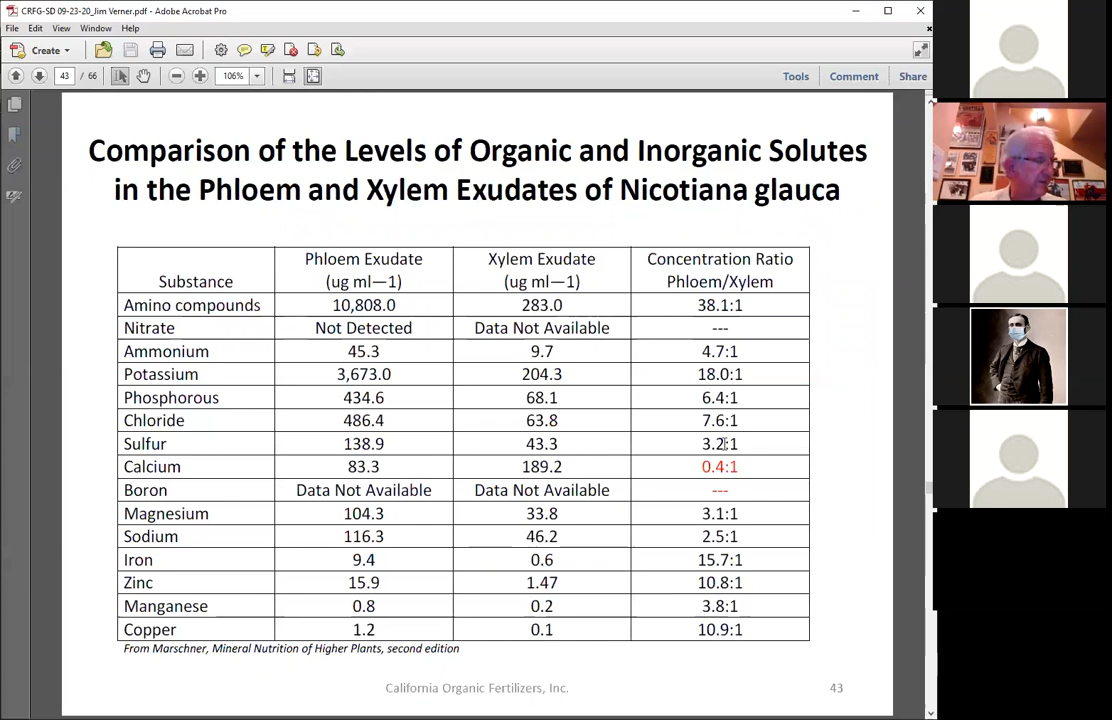 CRFG-SD 09-23-20_Jim Verner.pdf - Adobe Acrobat Pro
File Edit View Window Help
Create
43 / 66 106% Tools Comment Share
Comparison of the Levels of Organic and Inorganic Solutes
in the Phloem and Xylem Exudates of Nicotiana glauca
Phloem Exudate Xylem Exudate Concentration Ratio
Substance (ug ml—1) (ug ml—1) Phloem/Xylem
Amino compounds 10,808.0 283.0 38.1:1
Nitrate Not Detected Data Not Available ---
Ammonium 45.3 9.7 4.7:1
Potassium 3,673.0 204.3 18.0:1
Phosphorous 434.6 68.1 6.4:1
Chloride 486.4 63.8 7.6:1
Sulfur 138.9 43.3 3.2:1
Calcium 83.3 189.2 0.4:1
Boron Data Not Available Data Not Available ---
Magnesium 104.3 33.8 3.1:1
Sodium 116.3 46.2 2.5:1
Iron 9.4 0.6 15.7:1
Zinc 15.9 1.47 10.8:1
Manganese 0.8 0.2 3.8:1
Copper 1.2 0.1 10.9:1
From Marschner, Mineral Nutrition of Higher Plants, second edition
California Organic Fertilizers, Inc. 43